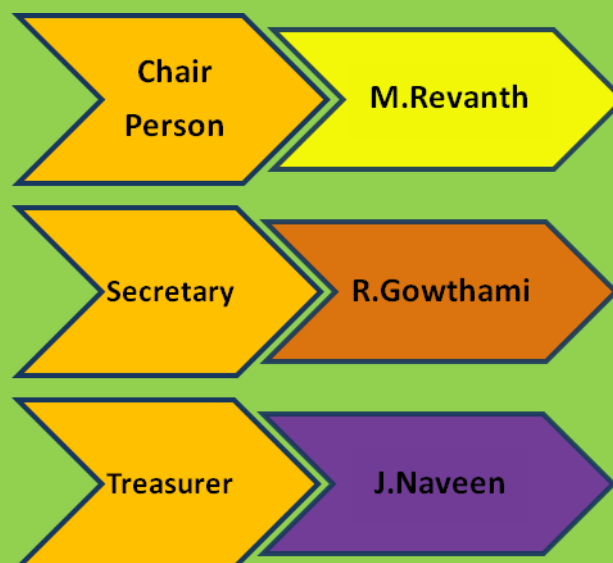 Chair
Person
M.Revanth
Secretary
R.Gowthami
Treasurer
J.Naveen